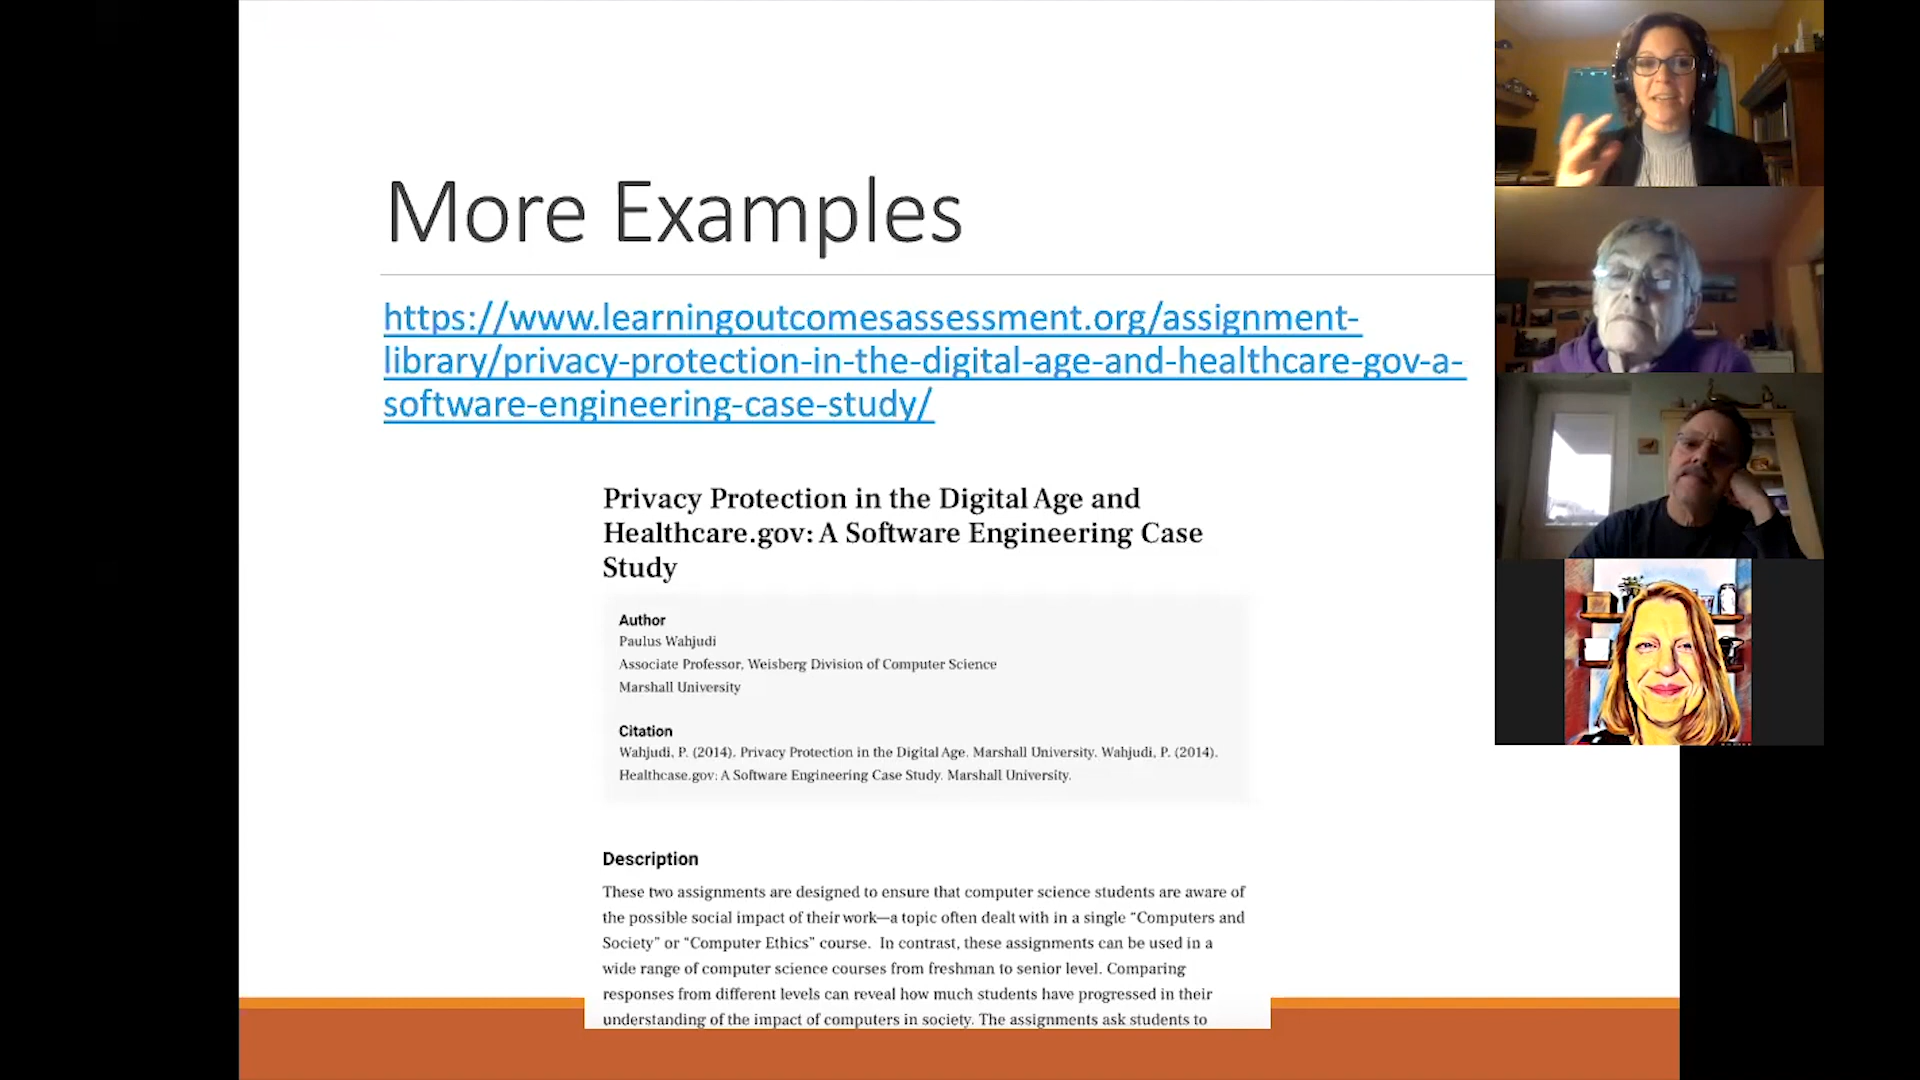 More Examples
https://www.learningoutcomesassessment.org/assignment-
library/privacy-protection-in-the-digital-age-and-healthcare-gov-a-
software-engineering-case-study/
Privacy Protection in the Digital Age and
Healthcare.gov: A Software Engineering Case
Study
Author
Paulus Wahjudi
Associate Professor, Weisberg Division of Computer Science
Marshall University
Citation
Wahjudi, P. (2014). Privacy Protection in the Digital Age. Marshall University. Wahjudi, P. (2014).
Healthcase.gov: A Software Engineering Case Study. Marshall University.
Description
These two assignments are designed to ensure that computer science students are aware of
the possible social impact of their work—a topic often dealt with in a single “Computers and
Society” or “Computer Ethics” course.  In contrast, these assignments can be used in a
wide range of computer science courses from freshman to senior level. Comparing
responses from different levels can reveal how much students have progressed in their
understanding of the impact of computers in society. The assignments ask students to